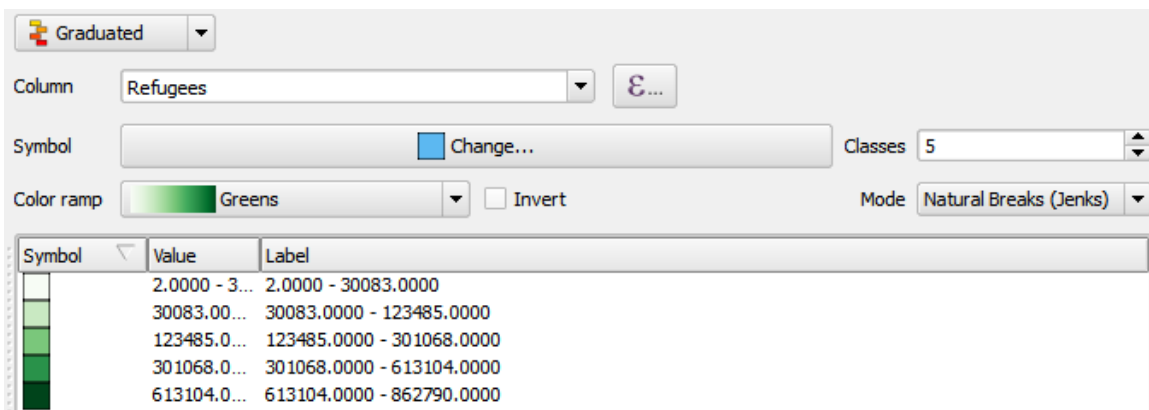 Graduated
Column Refugees ε...
Symbol Change... Classes 5
Color ramp Greens Invert Mode Natural Breaks (Jenks)
Symbol Value Label
2.0000 - 3... 2.0000 - 30083.0000
30083.00... 30083.0000 - 123485.0000
123485.0... 123485.0000 - 301068.0000
301068.0... 301068.0000 - 613104.0000
613104.0... 613104.0000 - 862790.0000